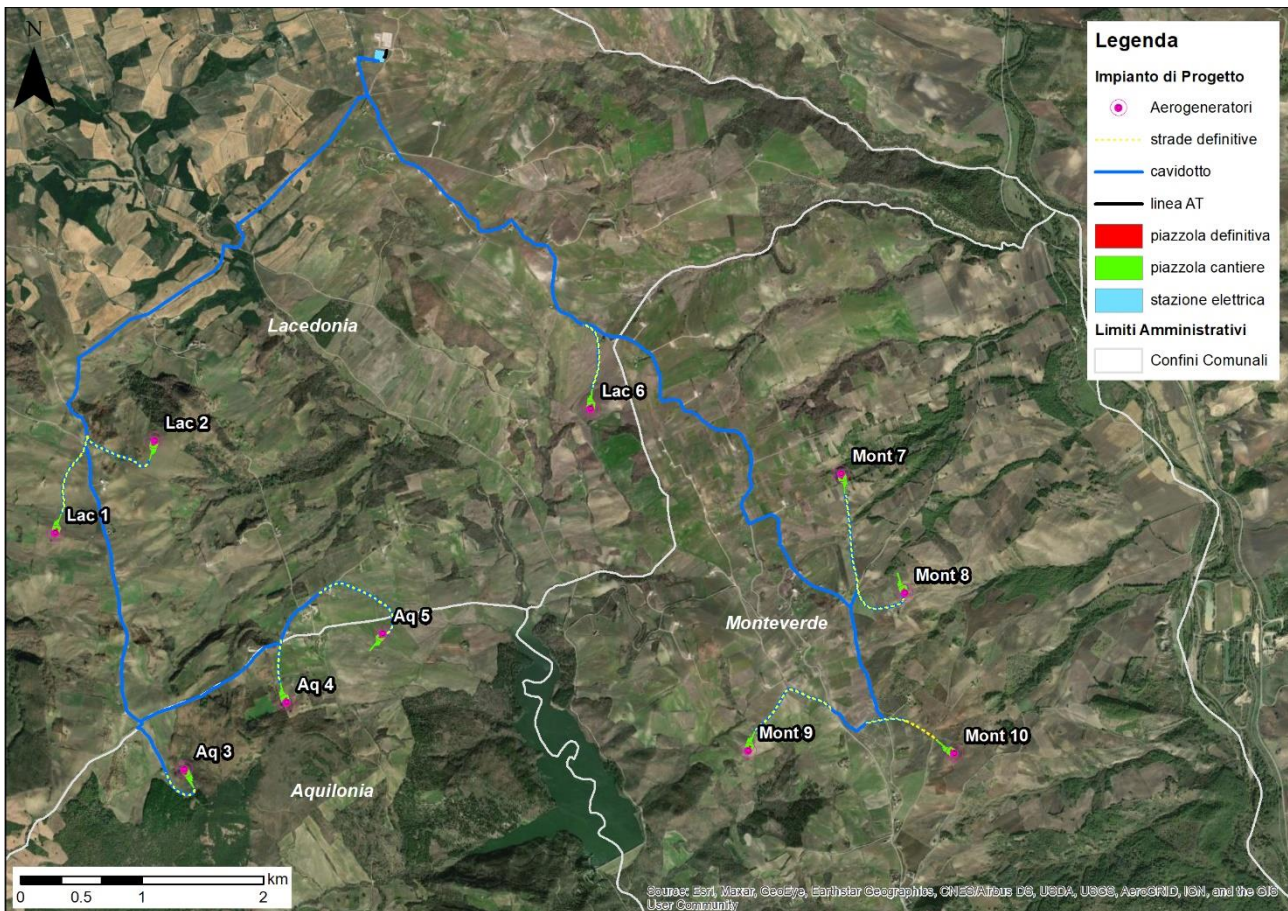 N
Legenda
Impianto di Progetto
Aerogeneratori
strade definitive
cavidotto
linea AT
piazzola definitiva
piazzola cantiere
stazione elettrica
Limiti Amministrativi
Confini Comunali
Lacedonia
Lac 6
Lac 2
Mont 7
Lac 1
Mont 8
Aq 5
Monteverde
Aq 4
Mont 9
Mont 10
Aq 3
Aquilonia
km
0 0.5 1 2
Source: Esri, Maxar, GeoEye, Earthstar Geographics, CNES/Airbus DS, USDA, USGS, AeroGRID, IGN, and the GIS
User Community